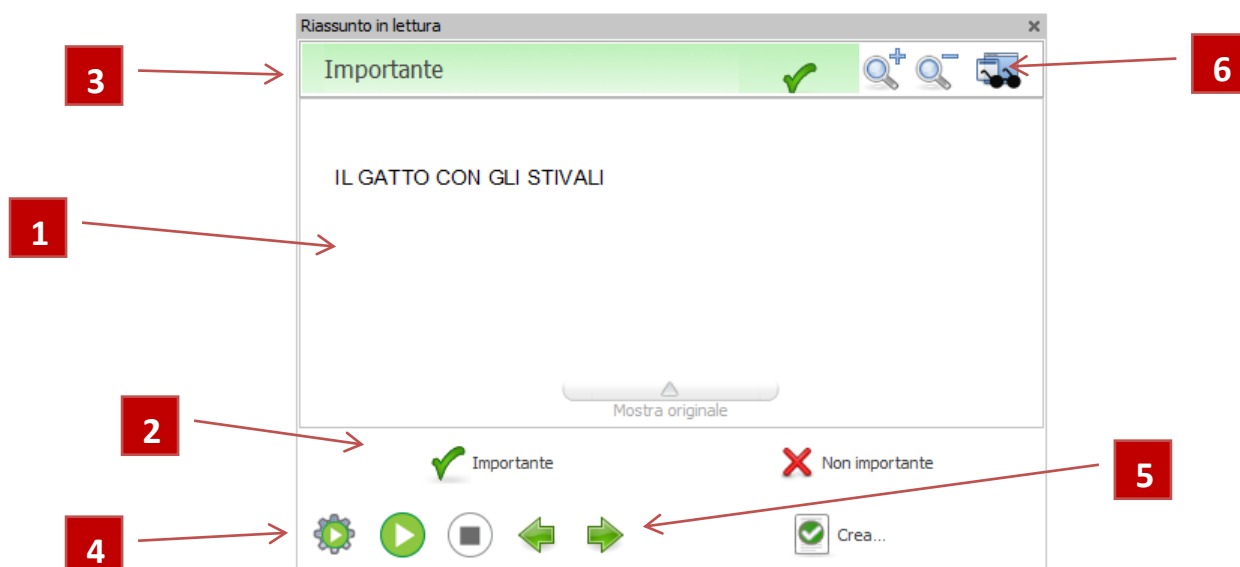 Riassunto in lettura
3
Importante
6
IL GATTO CON GLI STIVALI
1
Mostra originale
2
Importante
Non importante
5
4
Crea...